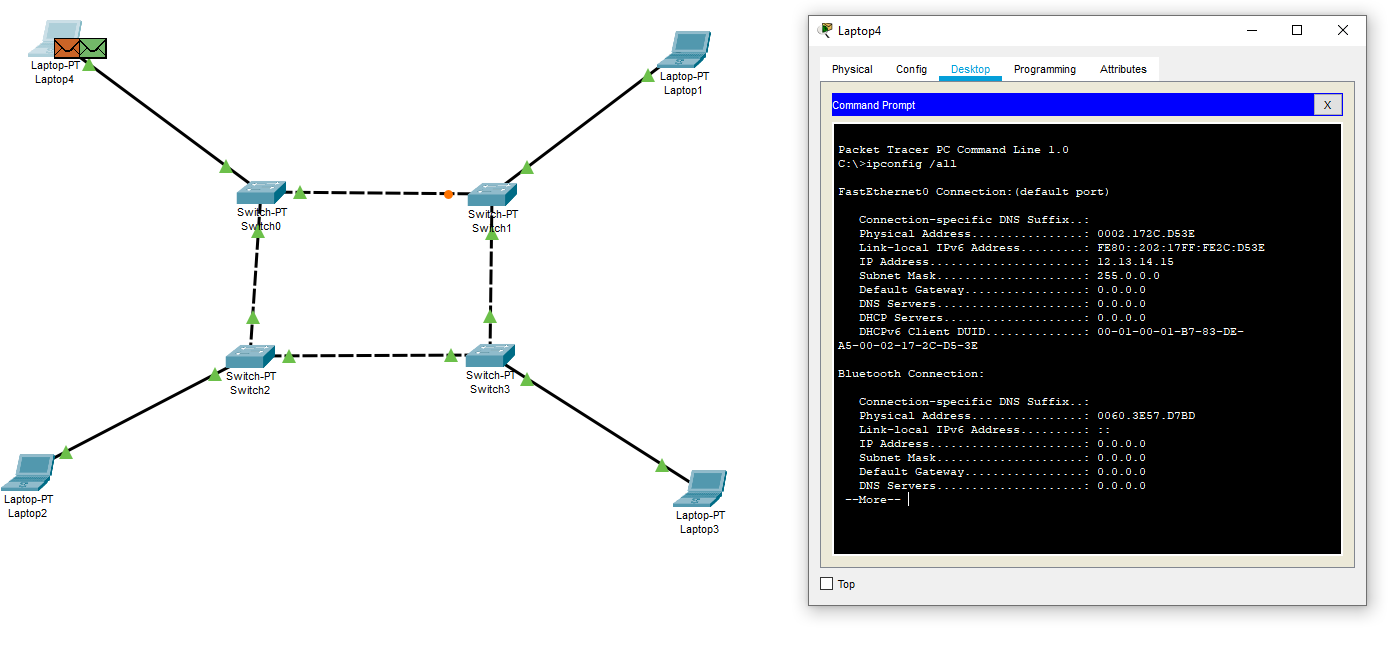 Laptop-PT
Laptop4
Laptop-PT
Laptop1
Switch-PT
Switch0
Switch-PT
Switch1
Switch-PT
Switch2
Switch-PT
Switch3
Laptop-PT
Laptop2
Laptop-PT
Laptop3
Laptop4
Physical Config Desktop Programming Attributes
Command Prompt X
Packet Tracer PC Command Line 1.0
C:\>ipconfig /all
FastEthernet0 Connection:(default port)
Connection-specific DNS Suffix..:
Physical Address................: 0002.172C.D53E
Link-local IPv6 Address.........: FE80::202:17FF:FE2C:D53E
IP Address......................: 12.13.14.15
Subnet Mask.....................: 255.0.0.0
Default Gateway.................: 0.0.0.0
DNS Servers.....................: 0.0.0.0
DHCP Servers....................: 0.0.0.0
DHCPv6 Client DUID..............: 00-01-00-01-B7-83-DE-
A5-00-02-17-2C-D5-3E
Bluetooth Connection:
Connection-specific DNS Suffix..:
Physical Address................: 0060.3E57.D7BD
Link-local IPv6 Address.........: ::
IP Address......................: 0.0.0.0
Subnet Mask.....................: 0.0.0.0
Default Gateway.................: 0.0.0.0
DNS Servers.....................: 0.0.0.0
--More--
Top